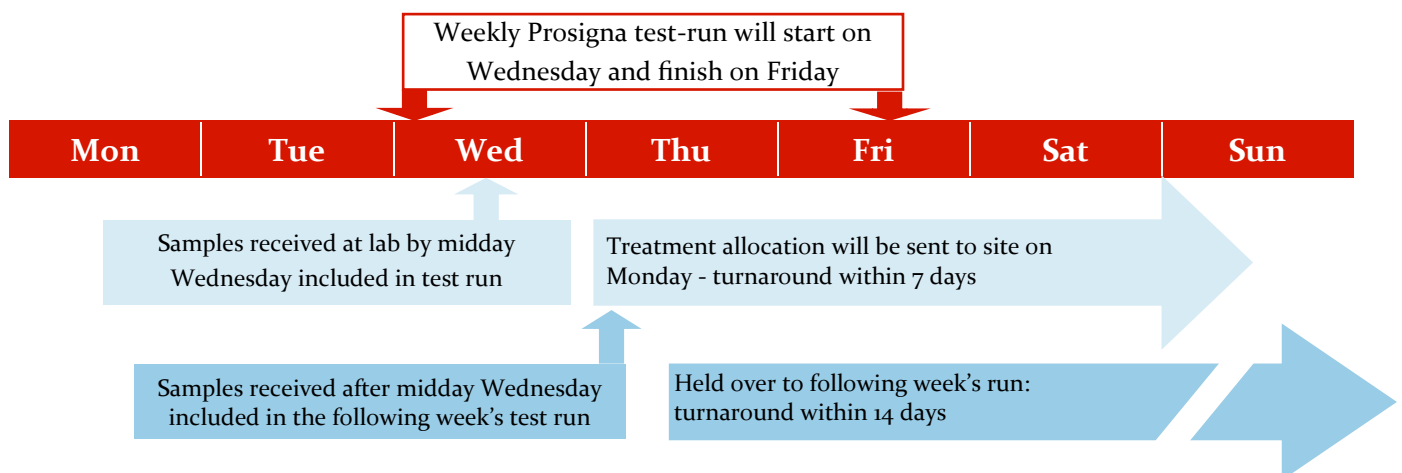 Weekly Prosigna test-run will start on
Wednesday and finish on Friday
Mon Tue Wed Thu Fri Sat Sun
Samples received at lab by midday
Wednesday included in test run
Treatment allocation will be sent to site on
Monday - turnaround within 7 days
Samples received after midday Wednesday
included in the following week’s test run
Held over to following week’s run:
turnaround within 14 days